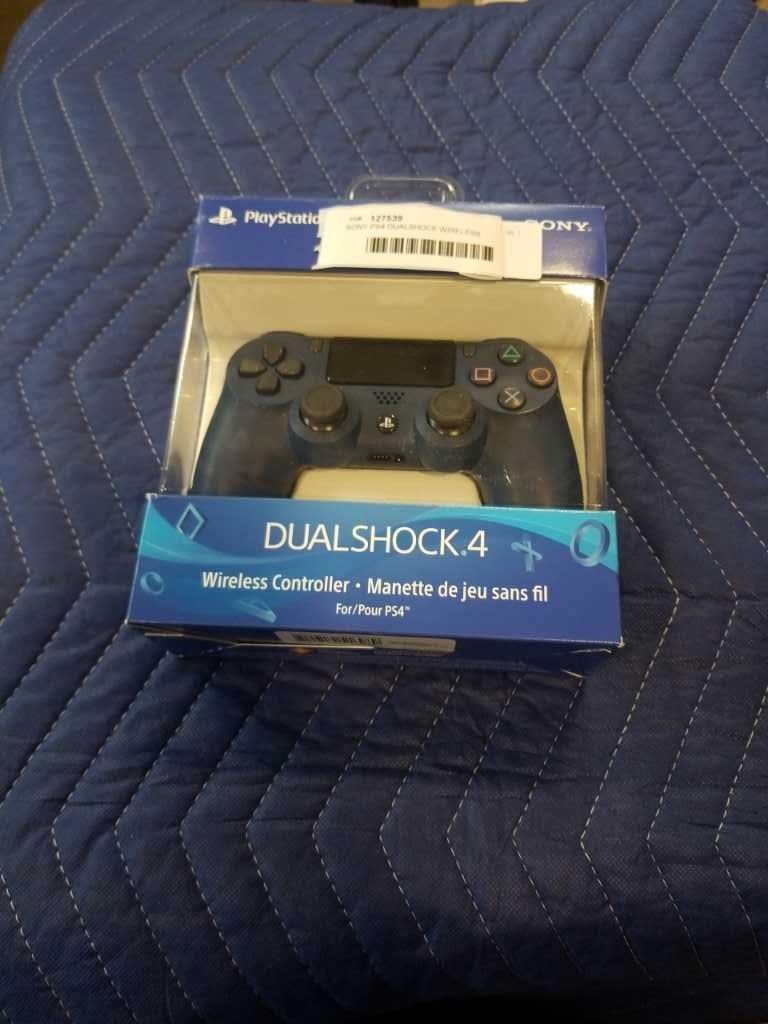 PlayStatio
127539
SONY PS4 DUALSHOCK WIRELESS
SONY
DUALSHOCK 4
Wireless Controller • Manette de jeu sans fil
For/Pour PS4™